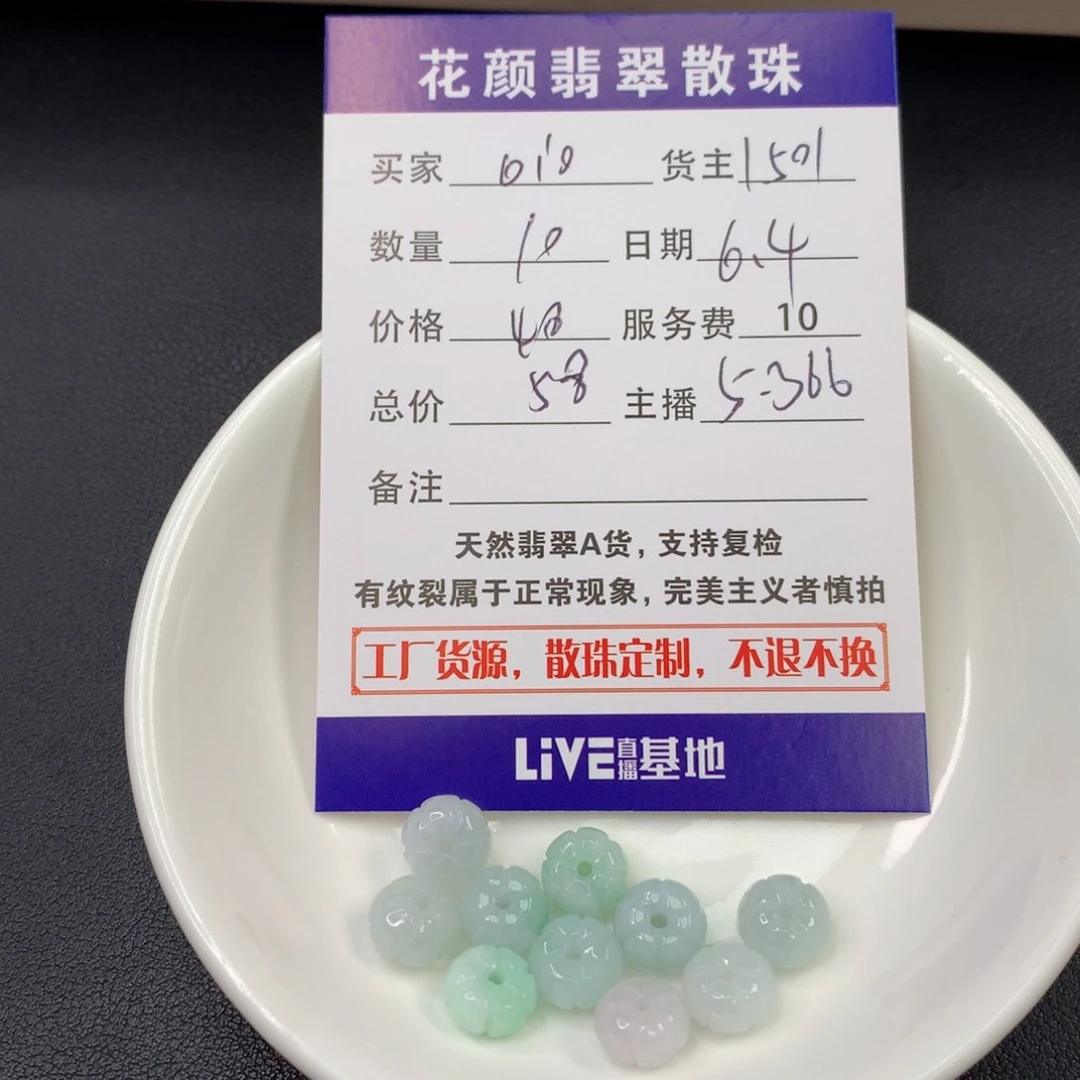 花颜翡翠散珠
买家 010 货主 1501
数量 10 日期 6.4
价格 48 服务费 10
总价 58 主播 5-366
备注
天然翡翠A货，支持复检
有纹裂属于正常现象，完美主义者慎拍
工厂货源，散珠定制，不退不换
LiVE直播基地